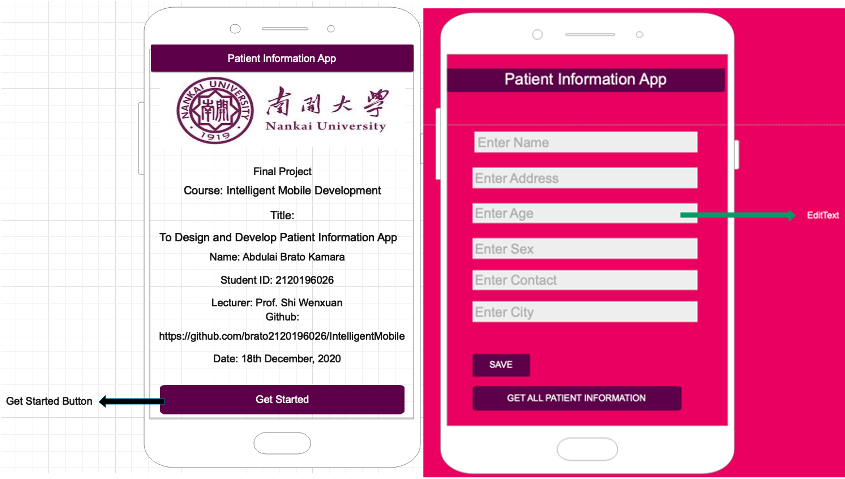 Patient Information App
NANKAI UNIVERSITY
南開
1919
南開大學
Nankai University
Final Project
Course: Intelligent Mobile Development
Title:
To Design and Develop Patient Information App
Name: Abdulai Brato Kamara
Student ID: 2120196026
Lecturer: Prof. Shi Wenxuan
Github:
https://github.com/brato2120196026/IntelligentMobile
Date: 18th December, 2020
Get Started Button
Get Started
Patient Information App
Enter Name
Enter Address
Enter Age
EditText
Enter Sex
Enter Contact
Enter City
SAVE
GET ALL PATIENT INFORMATION